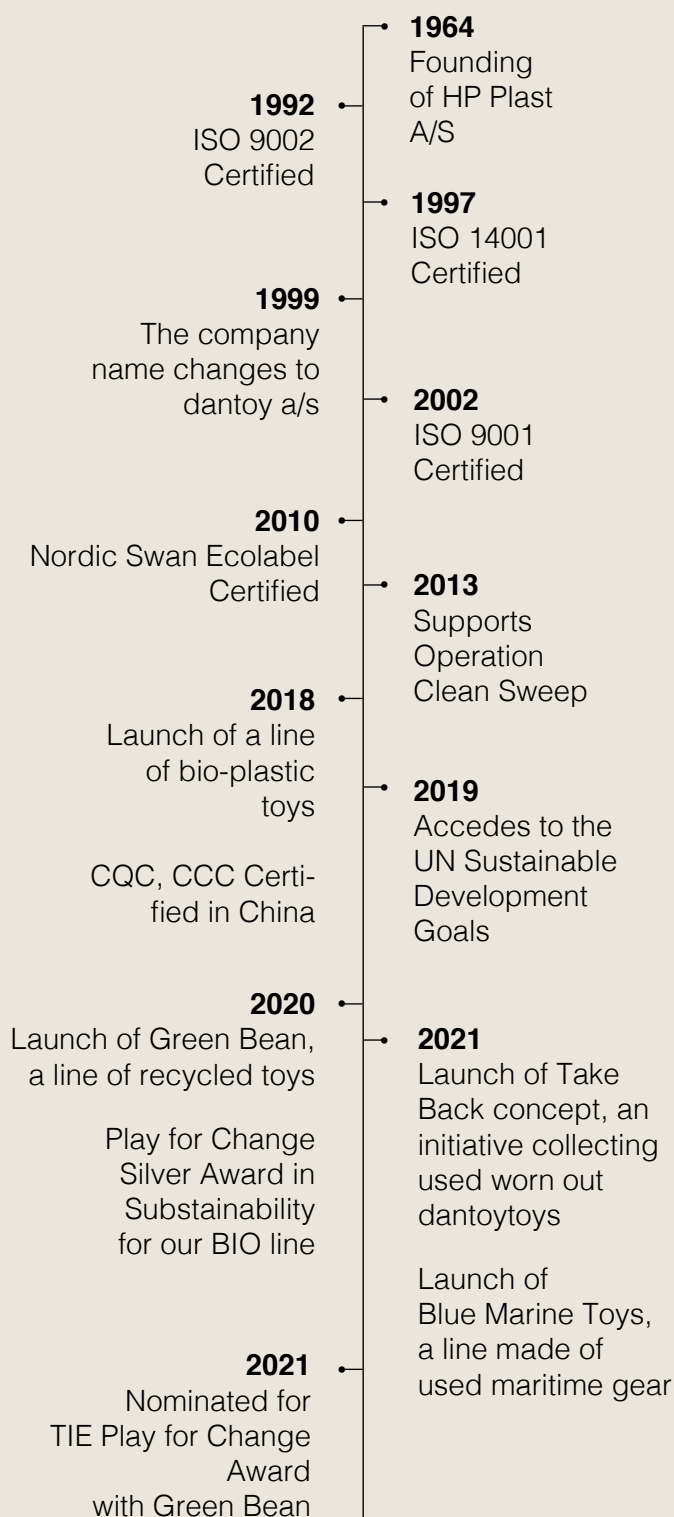 1964
Founding
of HP Plast
A/S
1992
ISO 9002
Certified
1997
ISO 14001
Certified
1999
The company
name changes to
dantoy a/s
2002
ISO 9001
Certified
2010
Nordic Swan Ecolabel
Certified
2013
Supports
Operation
Clean Sweep
2018
Launch of a line
of bio-plastic
toys
CQC, CCC Certi-
fied in China
2019
Accedes to the
UN Sustainable
Development
Goals
2020
Launch of Green Bean,
a line of recycled toys
Play for Change
Silver Award in
Substainability
for our BIO line
2021
Launch of Take
Back concept, an
initiative collecting
used worn out
dantoytoys
Launch of
Blue Marine Toys,
a line made of
used maritime gear
2021
Nominated for
TIE Play for Change
Award
with Green Bean